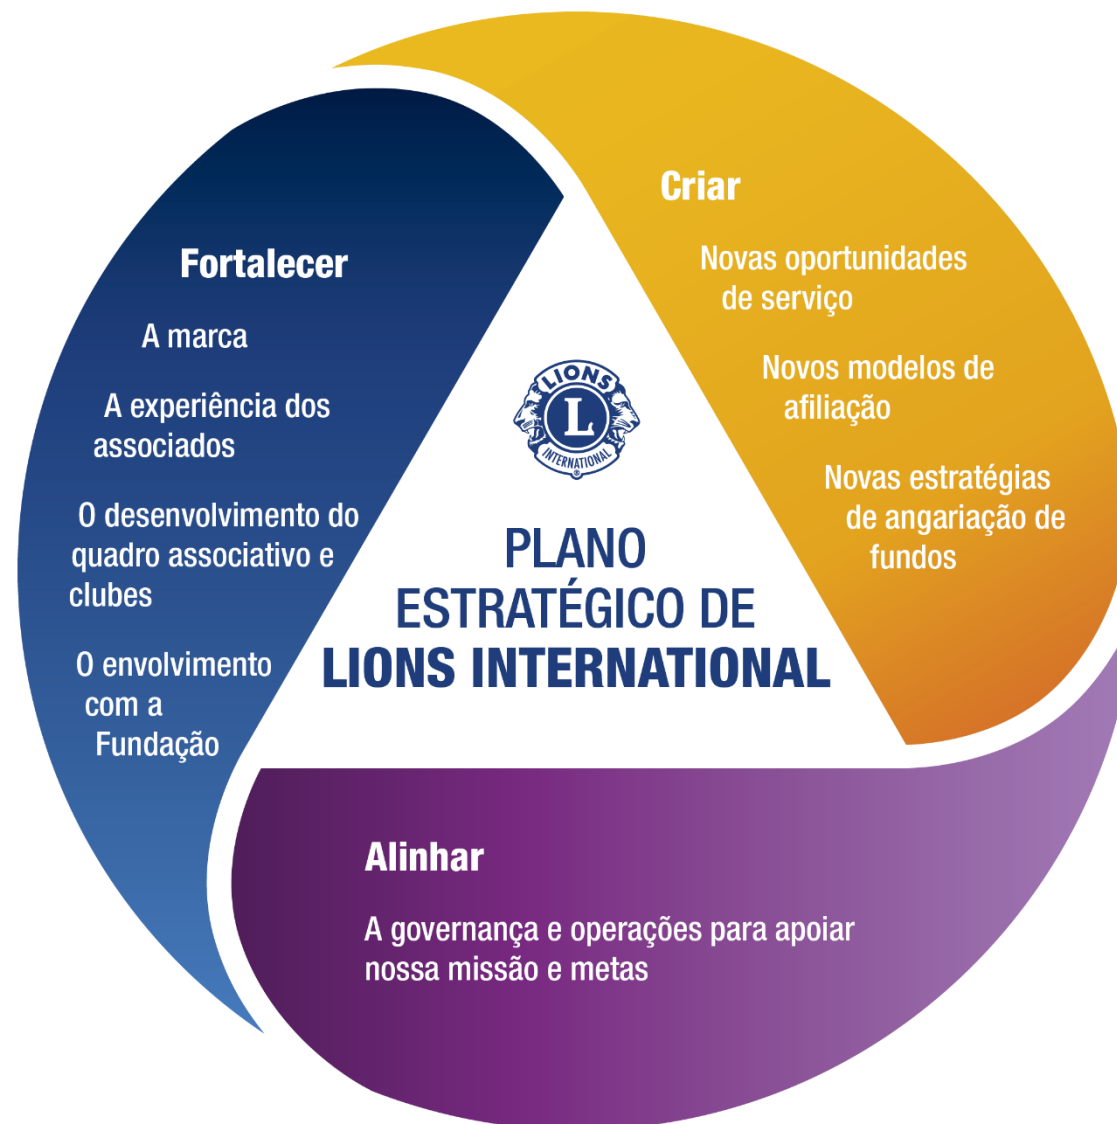 Fortalecer
A marca
A experiência dos
associados
O desenvolvimento do
quadro associativo e
clubes
O envolvimento
com a
Fundação
Criar
Novas oportunidades
de serviço
Novos modelos de
afiliação
Novas estratégias
de angariação de
fundos
LIONS
L
INTERNATIONAL
®
PLANO
ESTRATÉGICO DE
LIONS INTERNATIONAL
Alinhar
A governança e operações para apoiar
nossa missão e metas